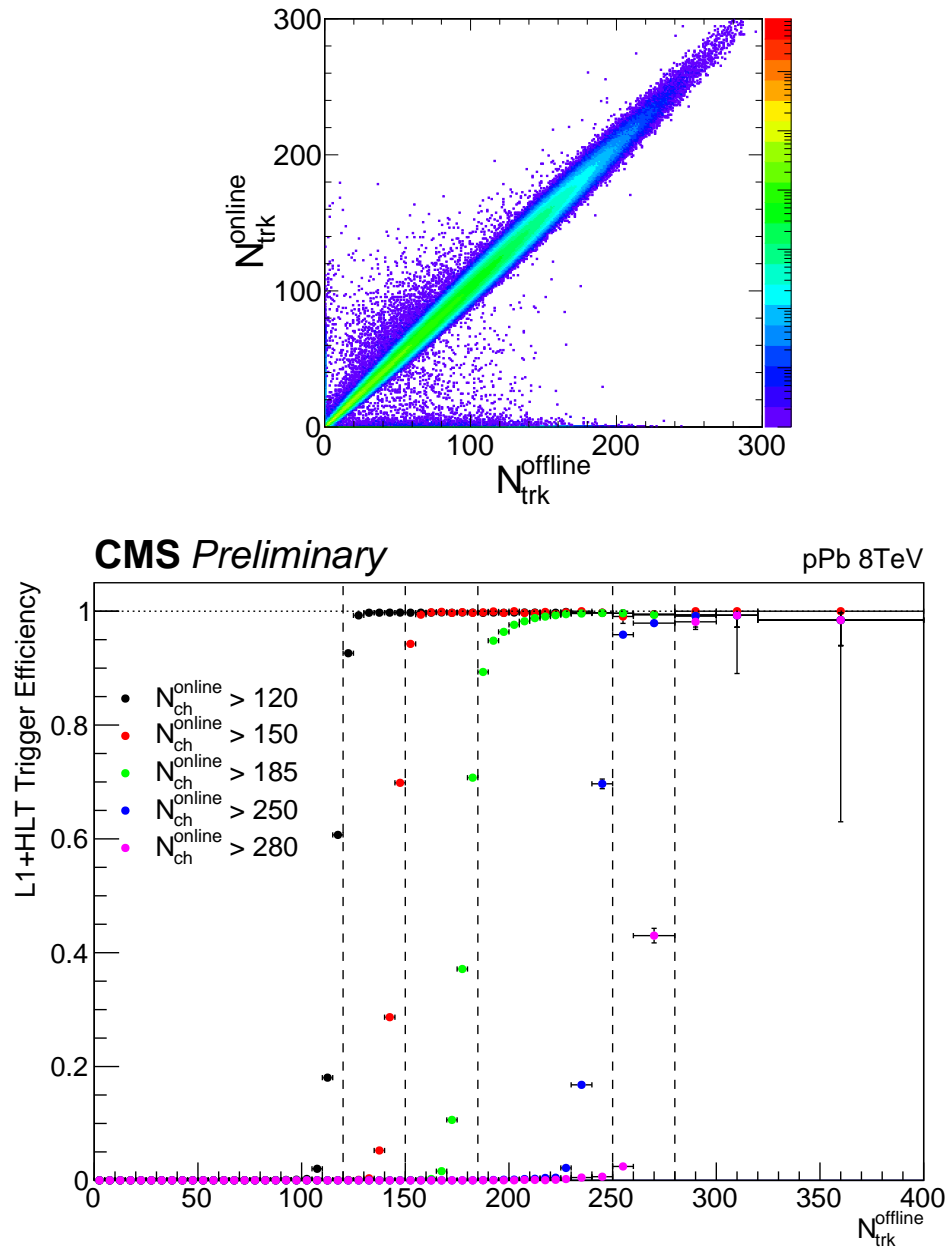 300
200
100
0
N_trk^online
0 100 200 300
N_trk^offline
CMS Preliminary
pPb 8TeV
L1+HLT Trigger Efficiency
1
0.8
0.6
0.4
0.2
0
N_ch^online > 120
N_ch^online > 150
N_ch^online > 185
N_ch^online > 250
N_ch^online > 280
0 50 100 150 200 250 300 350 400
N_trk^offline